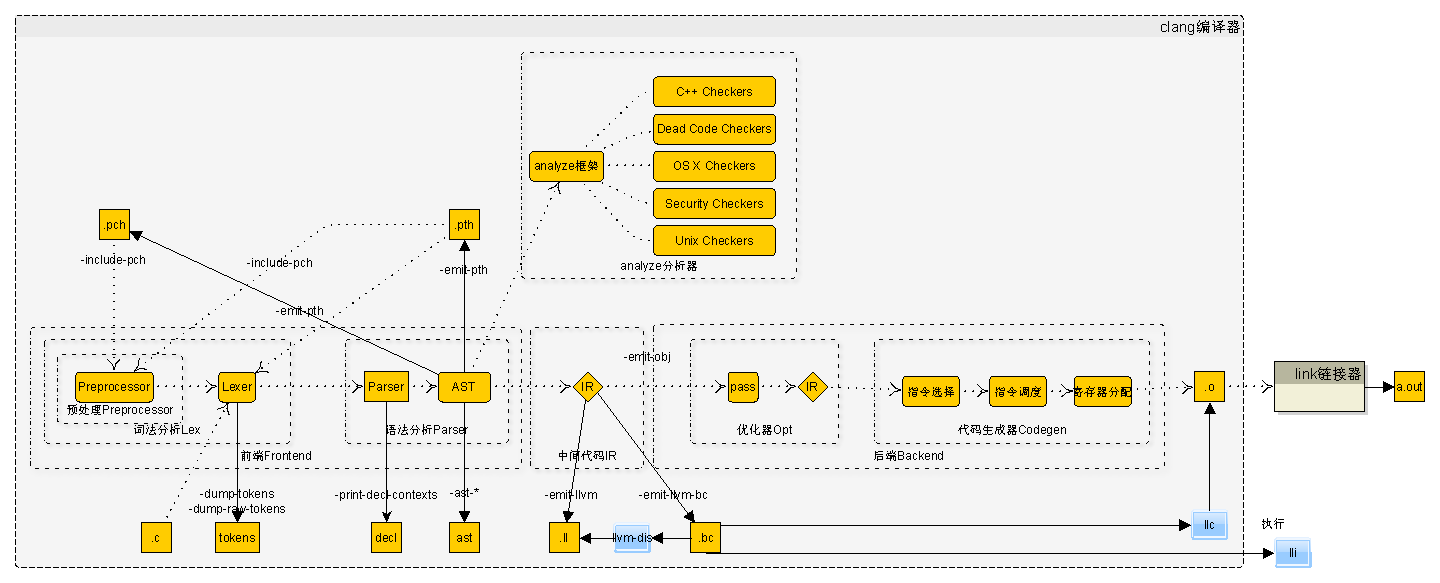 clang编译器
C++ Checkers
Dead Code Checkers
analyze框架
OS X Checkers
Security Checkers
Unix Checkers
analyze分析器
.pch
.pth
-include-pch
-include-pch
-emit-pth
-emit-pth
-emit-obj
Preprocessor
Lexer
Parser
AST
IR
pass
IR
指令选择
指令调度
寄存器分配
.o
link链接器
a.out
预处理Preprocessor
词法分析Lex
语法分析Parser
优化器Opt
代码生成器Codegen
前端Frontend
中间代码IR
后端Backend
-dump-tokens
-dump-raw-tokens
-print-decl-contexts
-ast-*
-emit-llvm
-emit-llvm-bc
.c
tokens
decl
ast
.ll
llvm-dis
.bc
llc
执行
lli